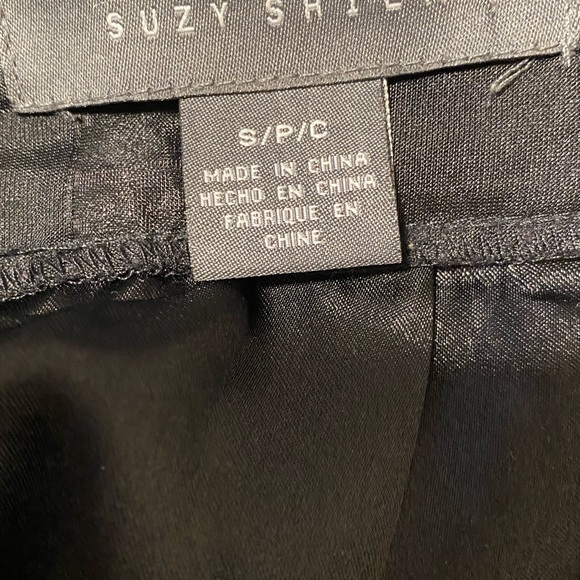 SUZY
S/P/C
MADE IN CHINA
HECHO EN CHINA
FABRIQUE EN
CHINE